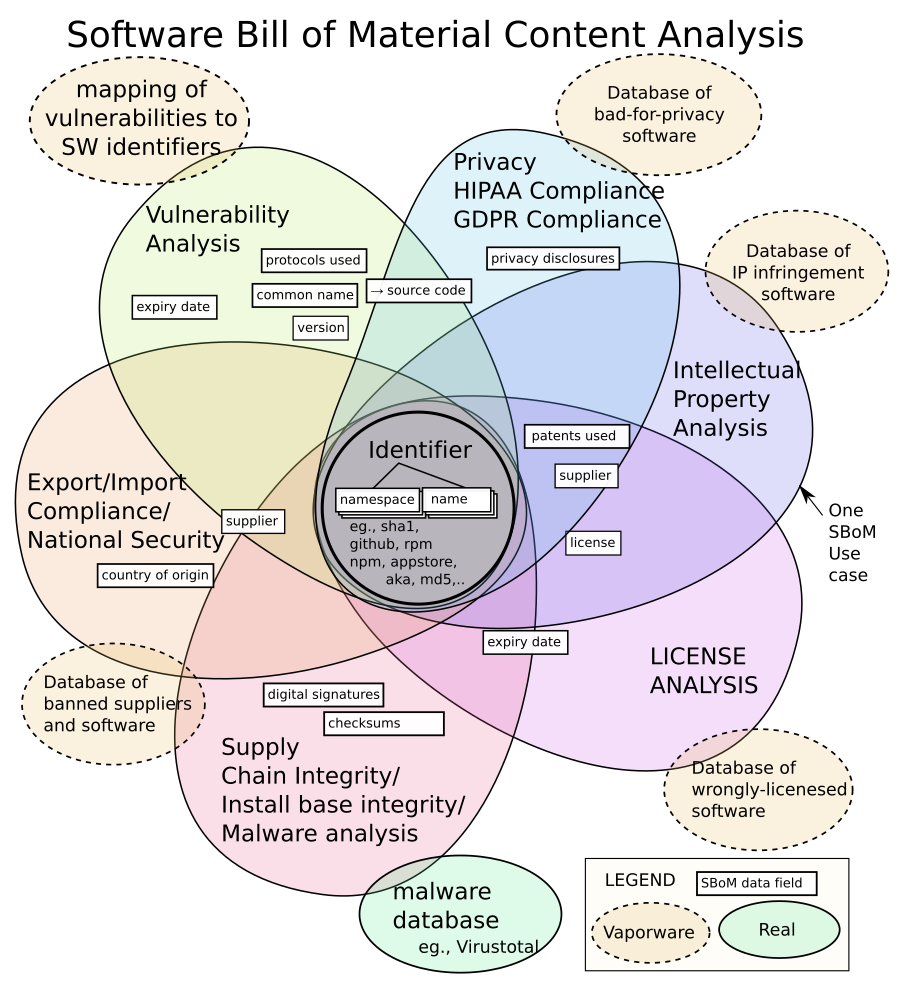 Software Bill of Material Content Analysis
mapping of
vulnerabilities to
SW identifiers
Database of
bad-for-privacy
software
Privacy
HIPAA Compliance
GDPR Compliance
Vulnerability
Analysis
protocols used
privacy disclosures
Database of
IP infringement
software
→ source code
common name
expiry date
version
Intellectual
Property
Analysis
patents used
supplier
license
Identifier
namespace
name
eg., sha1,
github, rpm
npm, appstore,
aka, md5,..
Export/Import
Compliance/
National Security
supplier
country of origin
One
SBoM
Use
case
expiry date
LICENSE
ANALYSIS
Database of
banned suppliers
and software
digital signatures
checksums
Supply
Chain Integrity/
Install base integrity/
Malware analysis
Database of
wrongly-licenesed
software
malware
database
eg., Virustotal
LEGEND
SBoM data field
Vaporware
Real